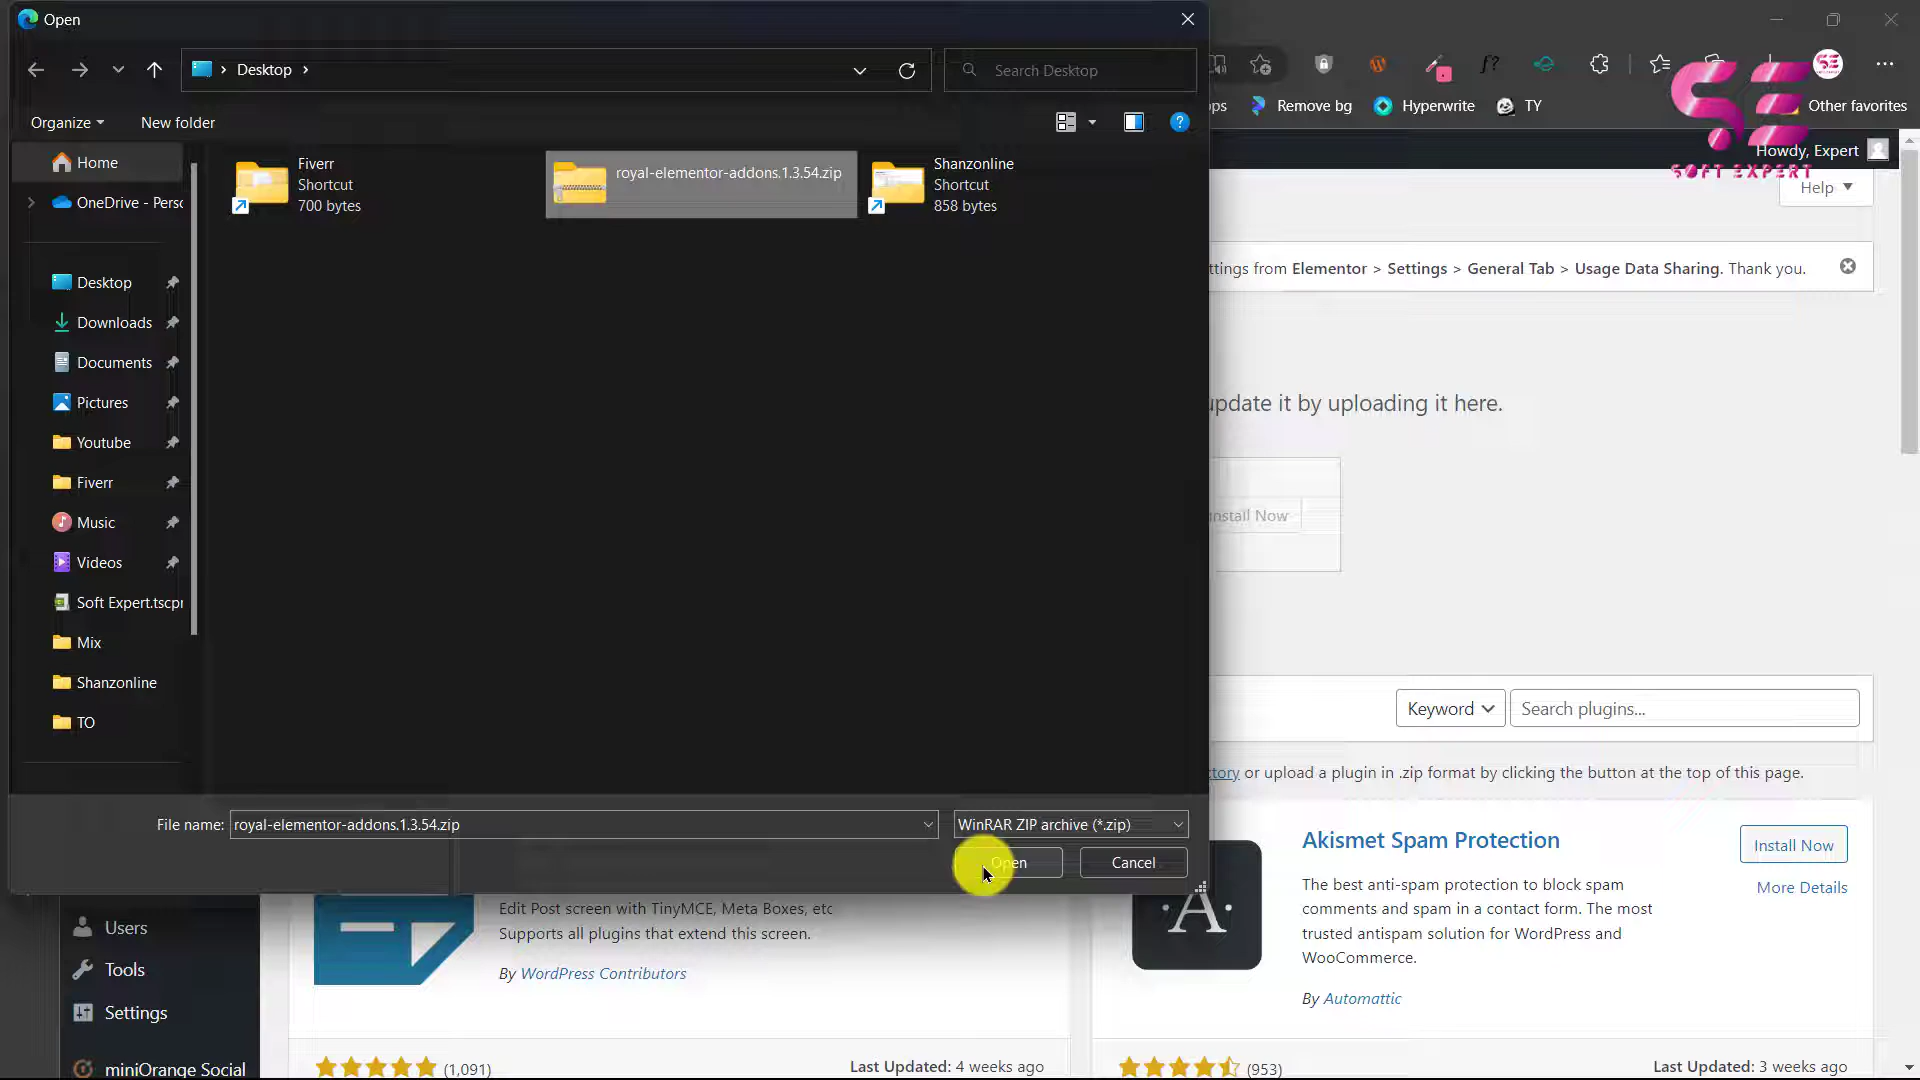 Open
Desktop
Search Desktop
Organize
New folder
Home
OneDrive - Perso
Desktop
Downloads
Documents
Pictures
Youtube
Fiverr
Music
Videos
Soft Expert.tscpr
Mix
Shanzonline
TO
Fiverr
Shortcut
700 bytes
royal-elementor-addons.1.3.54.zip
Shanzonline
Shortcut
858 bytes
File name:
royal-elementor-addons.1.3.54.zip
WinRAR ZIP archive (*.zip)
Open
Cancel
Remove bg
Hyperwrite
TY
Other favorites
SE
SOFT EXPERT
Howdy, Expert
Help
ttings from Elementor > Settings > General Tab > Usage Data Sharing. Thank you.
update it by uploading it here.
Install Now
Keyword
Search plugins...
ctory or upload a plugin in .zip format by clicking the button at the top of this page.
Users
Tools
Settings
miniOrange Social
Edit Post screen with TinyMCE, Meta Boxes, etc
Supports all plugins that extend this screen.
By WordPress Contributors
(1,091)
Last Updated: 4 weeks ago
Akismet Spam Protection
Install Now
More Details
The best anti-spam protection to block spam
comments and spam in a contact form. The most
trusted antispam solution for WordPress and
WooCommerce.
By Automattic
(953)
Last Updated: 3 weeks ago